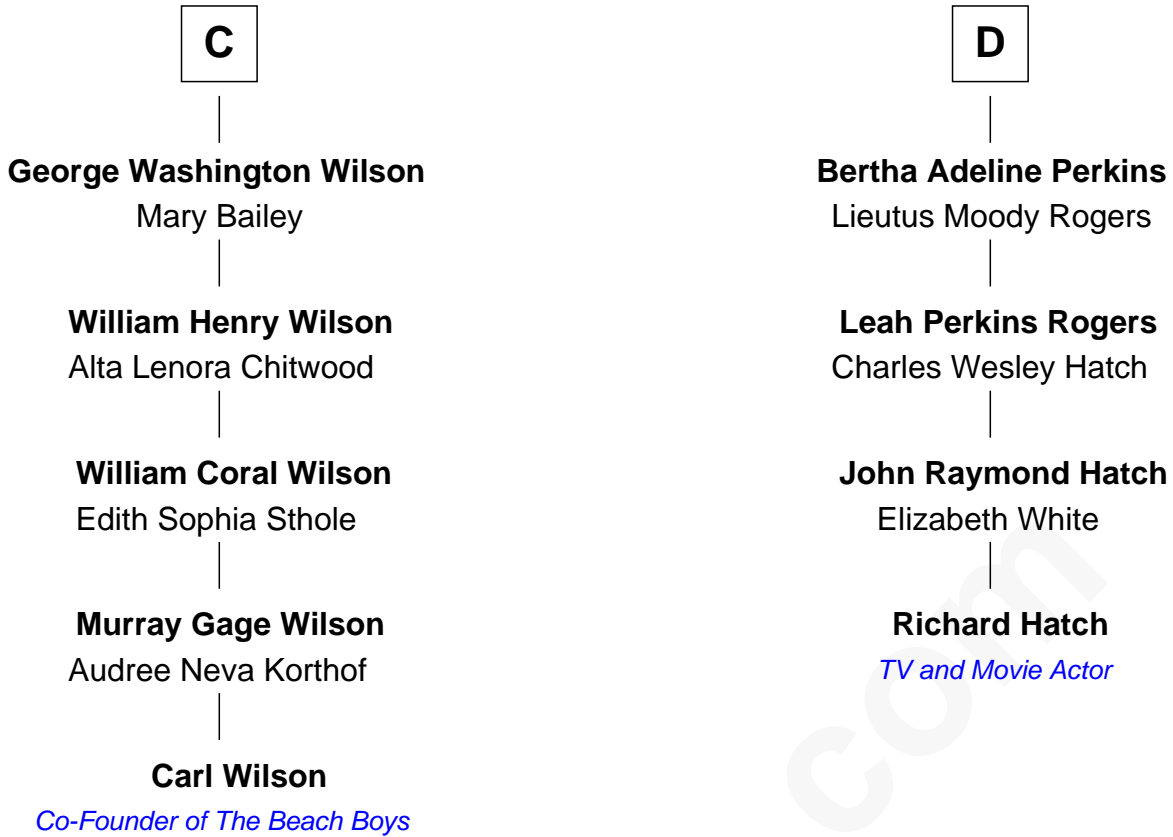 C
George Washington Wilson
Mary Bailey
William Henry Wilson
Alta Lenora Chitwood
William Coral Wilson
Edith Sophia Sthole
Murray Gage Wilson
Audree Neva Korthof
Carl Wilson
Co-Founder of The Beach Boys
D
Bertha Adeline Perkins
Lieutus Moody Rogers
Leah Perkins Rogers
Charles Wesley Hatch
John Raymond Hatch
Elizabeth White
Richard Hatch
TV and Movie Actor
com